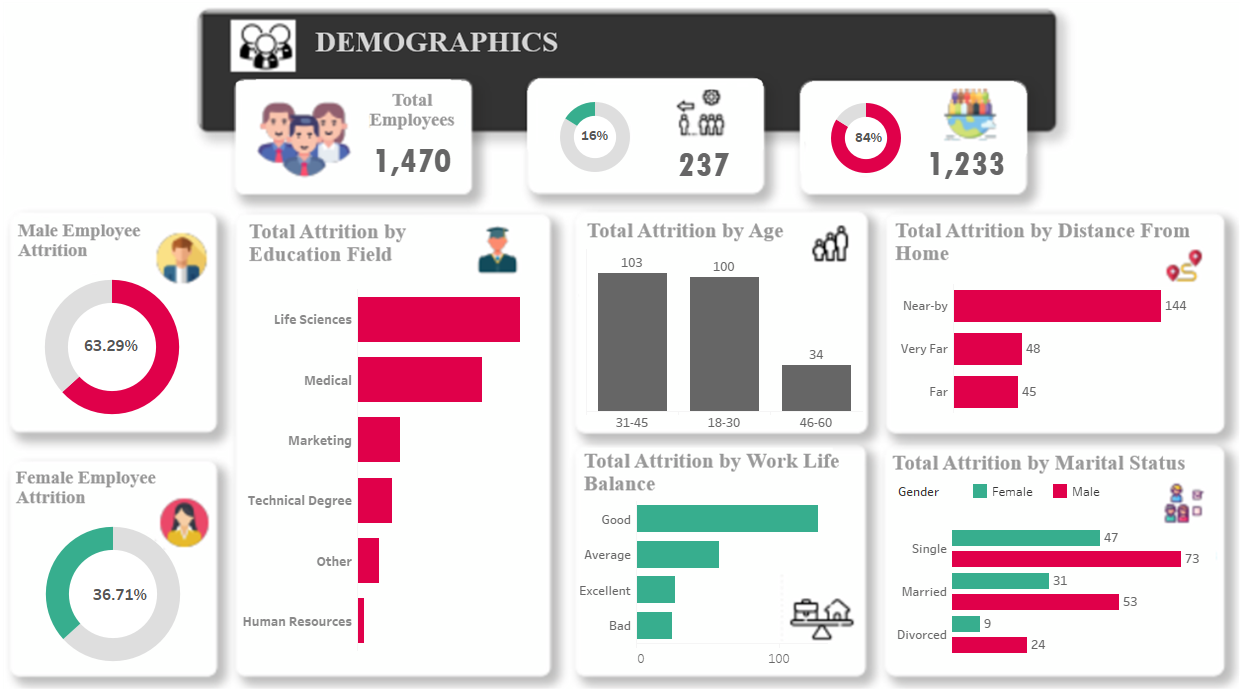 DEMOGRAPHICS
Total
Employees
1,470
16%
237
84%
1,233
Male Employee
Attrition
63.29%
Female Employee
Attrition
36.71%
Total Attrition by
Education Field
Life Sciences
Medical
Marketing
Technical Degree
Other
Human Resources
Total Attrition by Age
103
100
34
31-45
18-30
46-60
Total Attrition by Distance From
Home
Near-by
144
Very Far
48
Far
45
Total Attrition by Work Life
Balance
Good
Average
Excellent
Bad
0
100
Total Attrition by Marital Status
Gender
Female
Male
Single
47
73
Married
31
53
Divorced
9
24